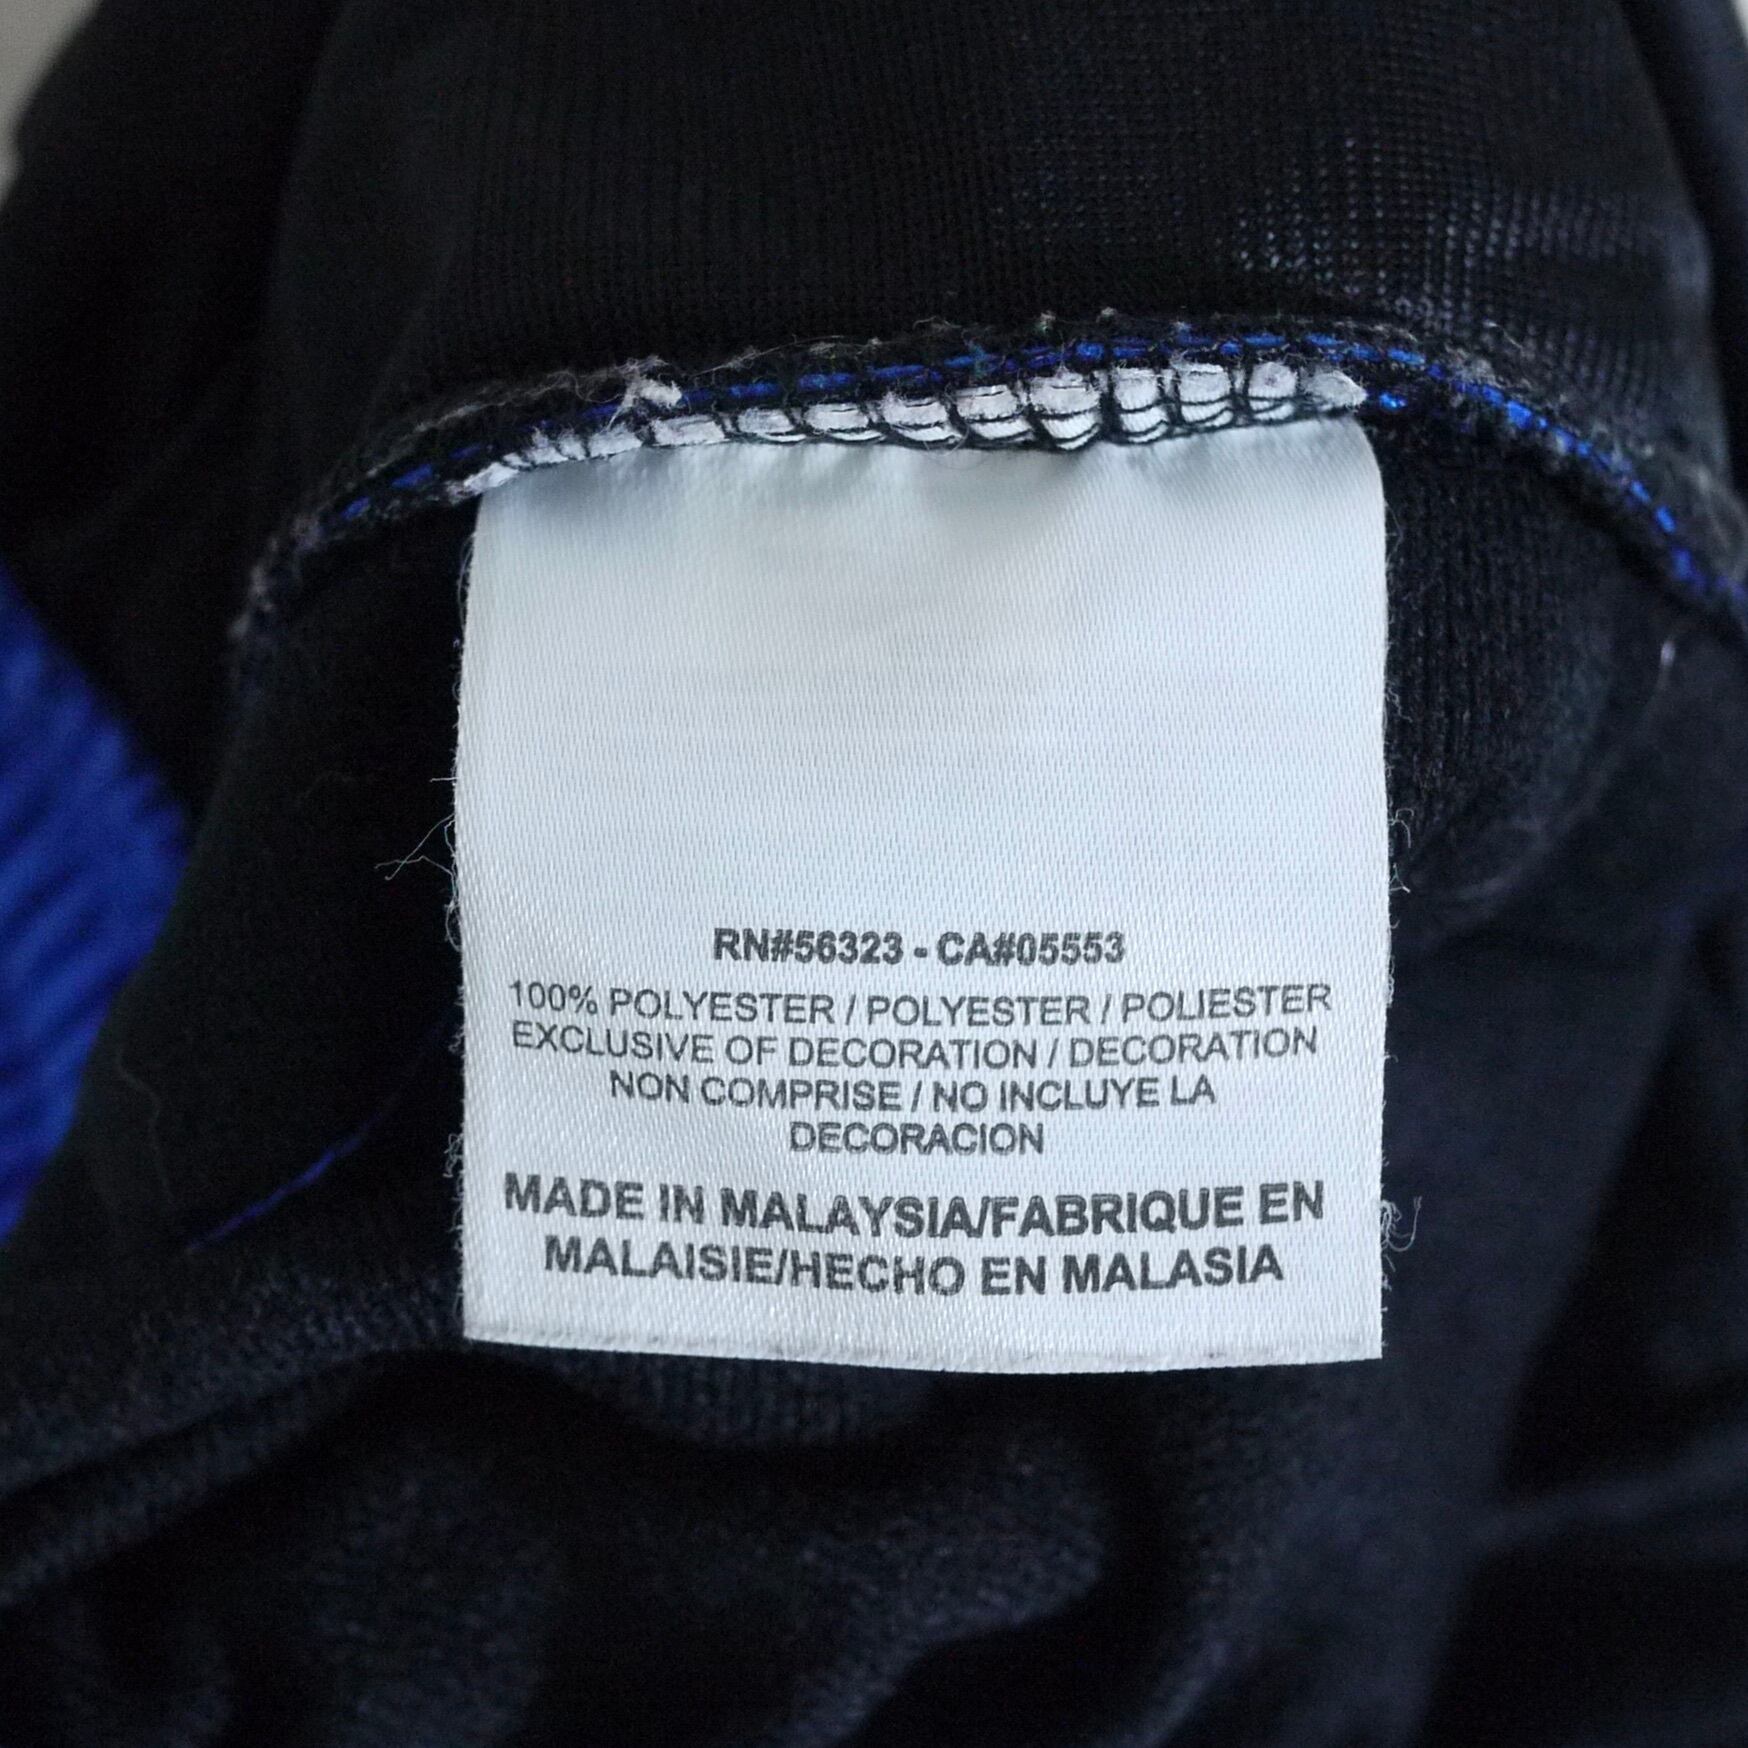 RN#56323 - CA#05553
100% POLYESTER / POLYESTER / POLIESTER
EXCLUSIVE OF DECORATION / DECORATION
NON COMPRISE / NO INCLUYE LA
DECORACION
MADE IN MALAYSIA/FABRIQUE EN
MALAISIE/HECHO EN MALASIA